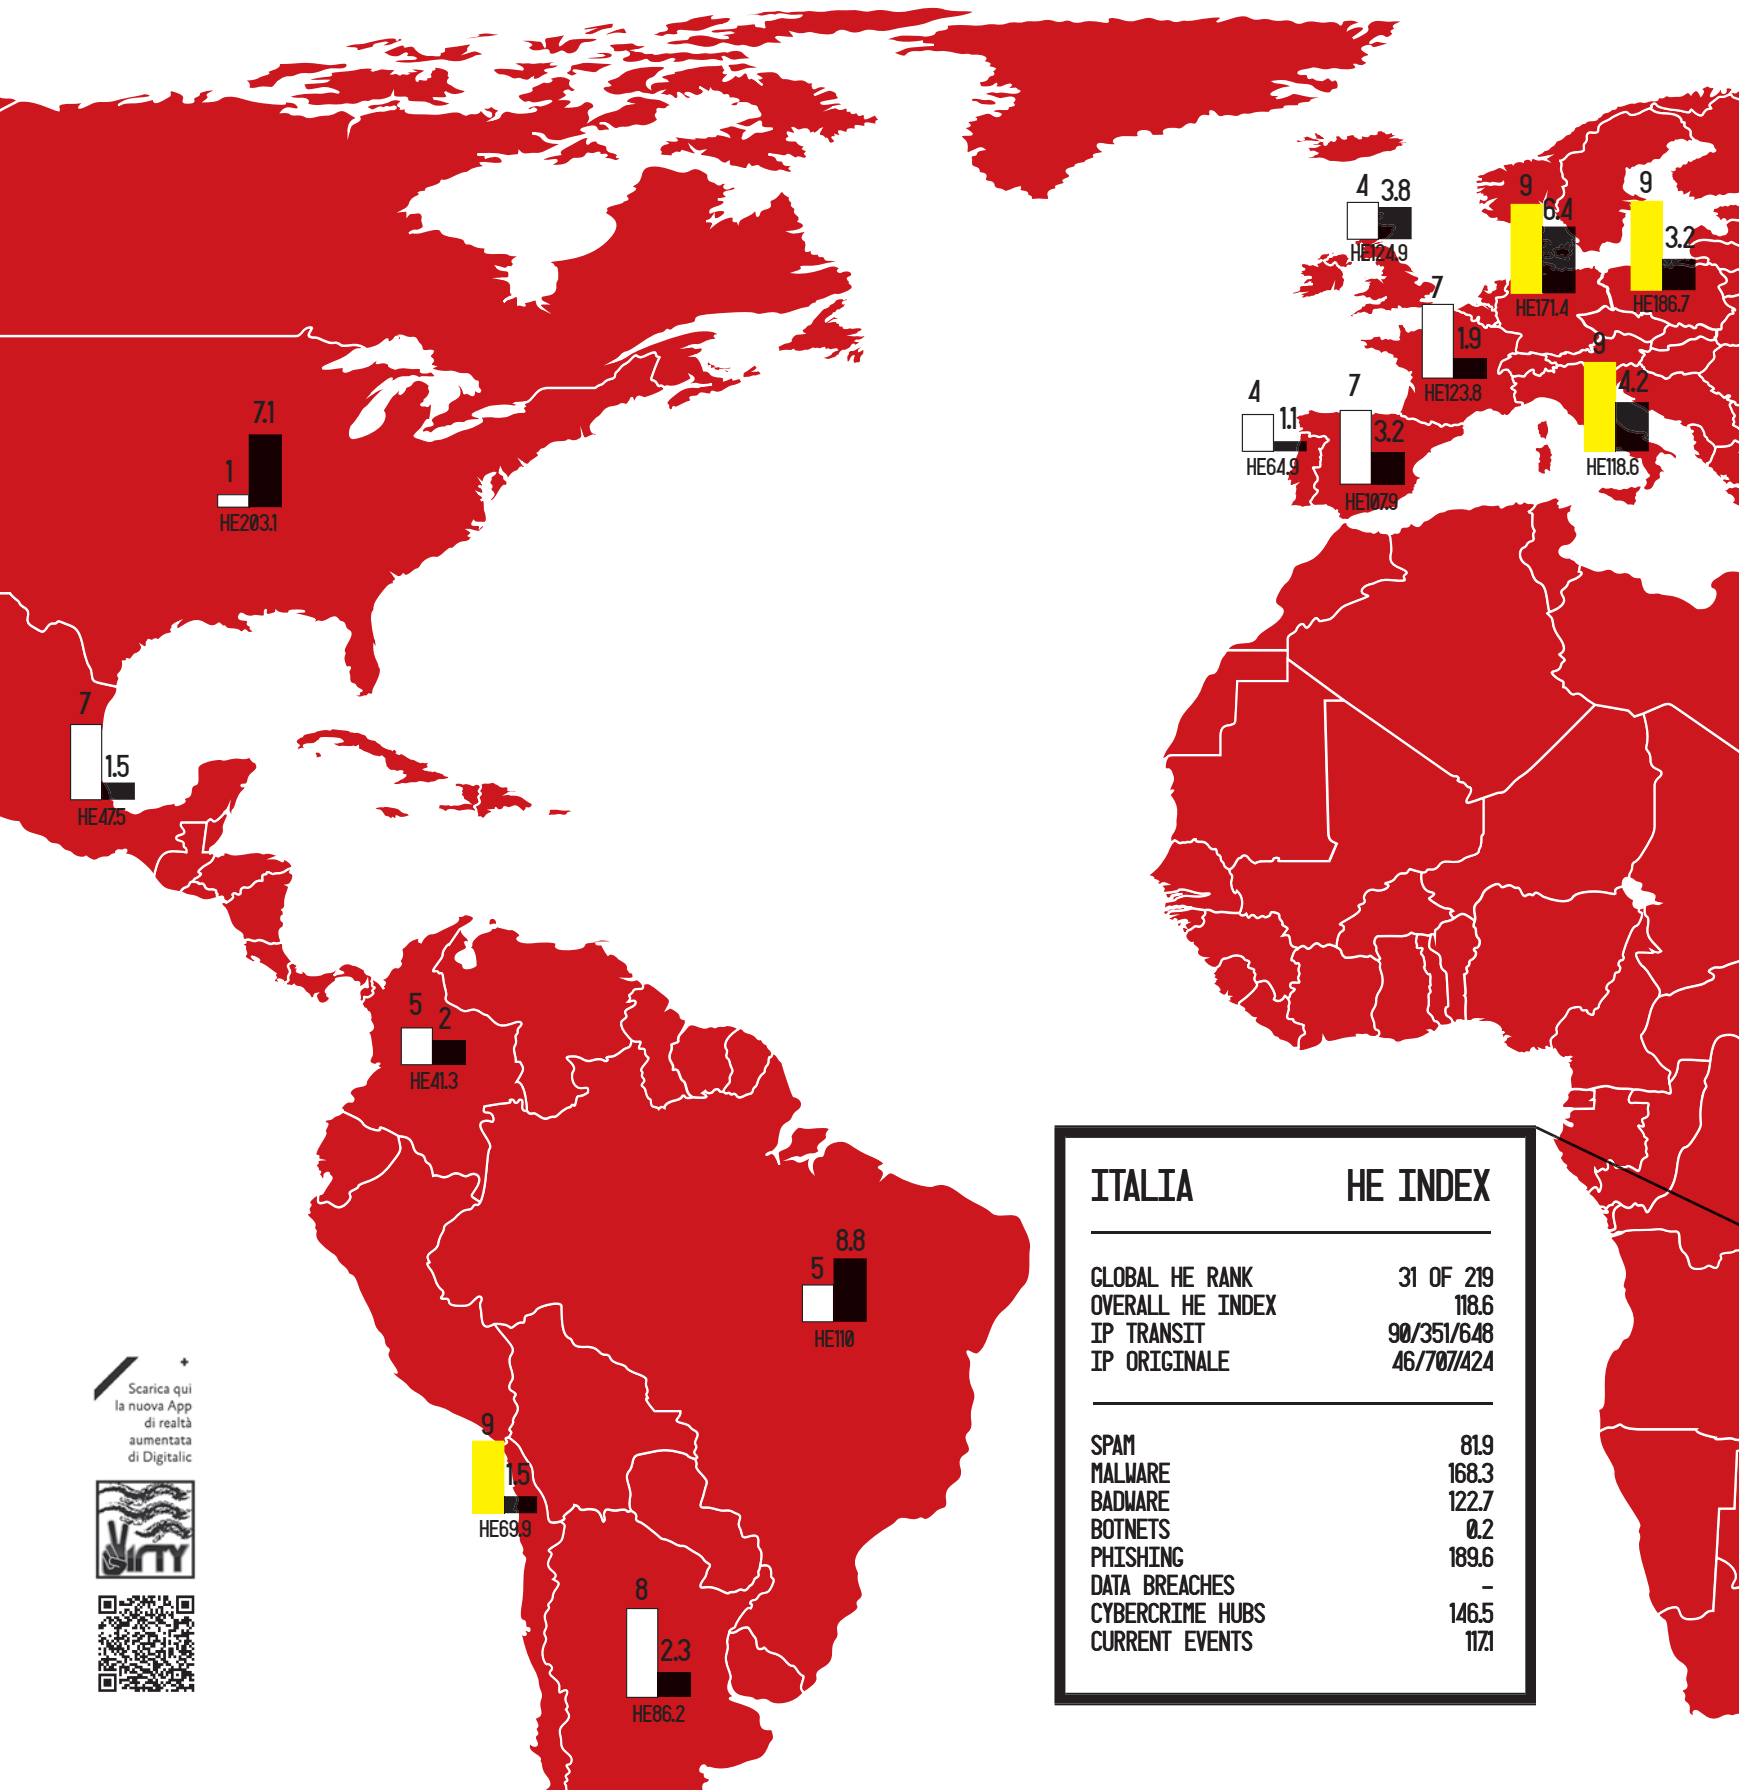 4 3.8
HE124.9
9
6.4
HE171.4
9
3.2
HE186.7
7
1.9
HE123.8
9
4.2
HE118.6
4
1.1
HE64.9
7
3.2
HE107.9
1
7.1
HE203.1
7
1.5
HE47.5
5
2
HE41.3
5
8.8
HE110
9
1.5
HE69.9
8
2.3
HE86.2
Scarica qui
la nuova App
di realtà
aumentata
di Digitalic
ITALIA HE INDEX
GLOBAL HE RANK 31 OF 219
OVERALL HE INDEX 118.6
IP TRANSIT 90/351/648
IP ORIGINALE 46/707/424
SPAM 81.9
MALWARE 168.3
BADWARE 122.7
BOTNETS 0.2
PHISHING 189.6
DATA BREACHES –
CYBERCRIME HUBS 146.5
CURRENT EVENTS 117.1